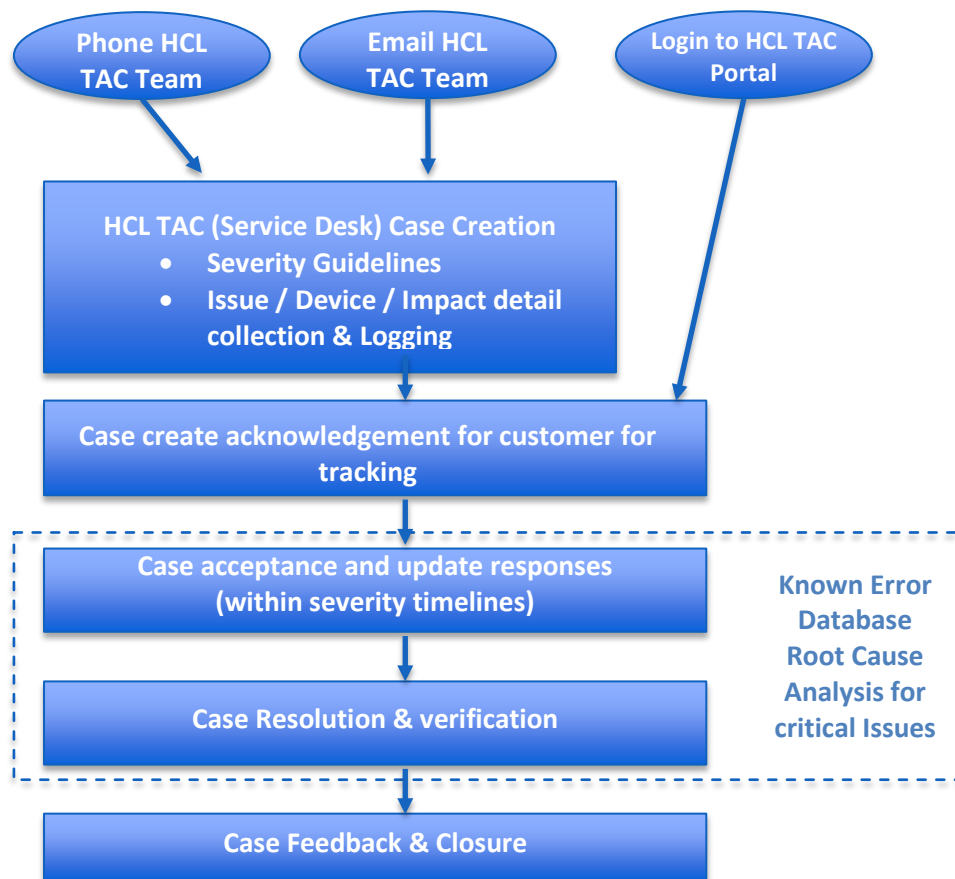 Phone HCL
TAC Team
Email HCL
TAC Team
Login to HCL TAC
Portal
HCL TAC (Service Desk) Case Creation
• Severity Guidelines
• Issue / Device / Impact detail
collection & Logging
Case create acknowledgement for customer for
tracking
Case acceptance and update responses
(within severity timelines)
Known Error
Database
Root Cause
Analysis for
critical Issues
Case Resolution & verification
Case Feedback & Closure